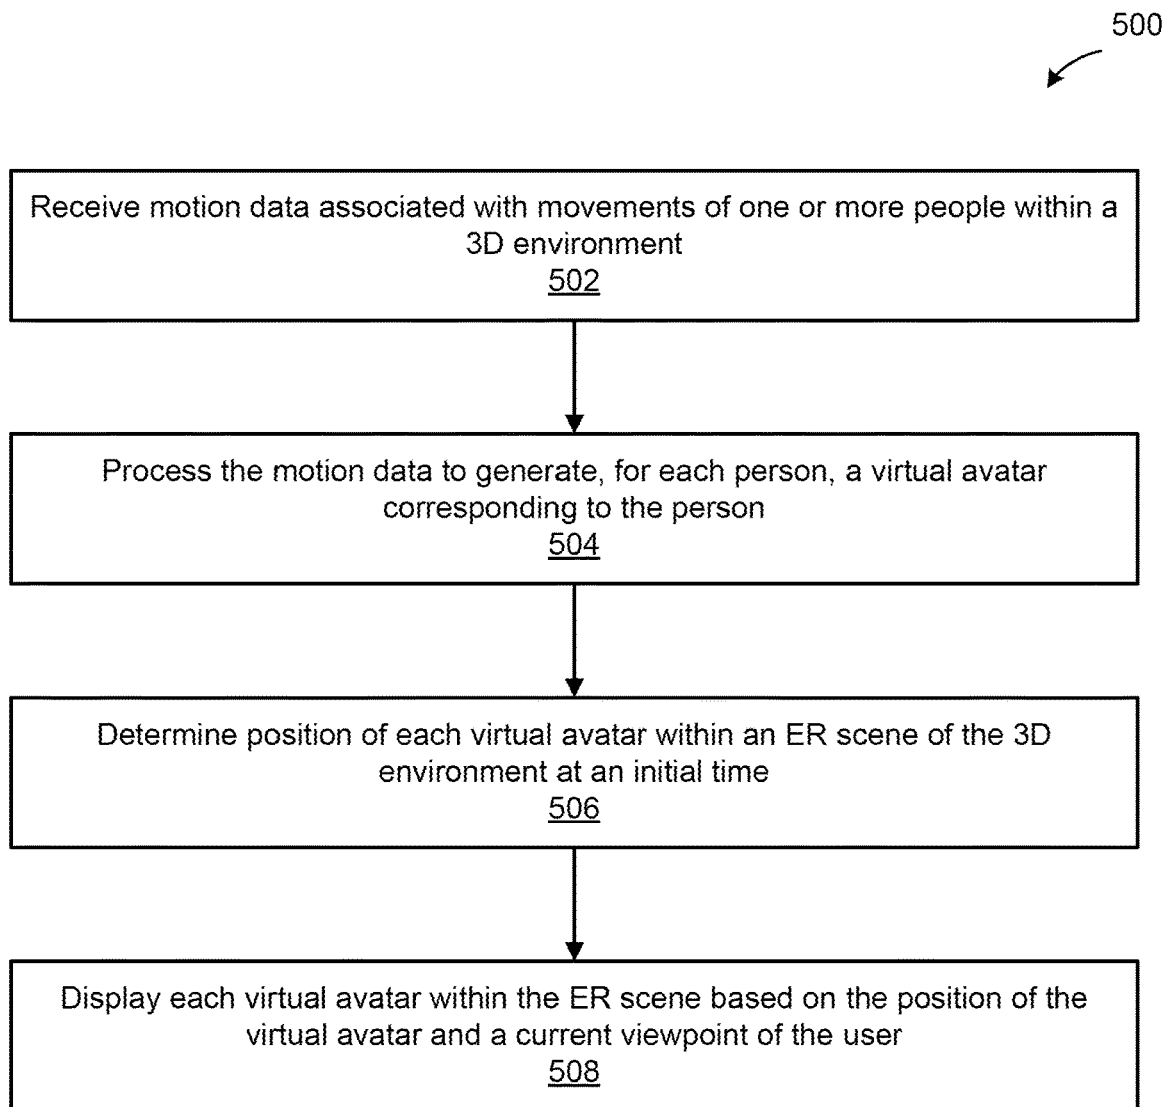 500
Receive motion data associated with movements of one or more people within a
3D environment
502
Process the motion data to generate, for each person, a virtual avatar
corresponding to the person
504
Determine position of each virtual avatar within an ER scene of the 3D
environment at an initial time
506
Display each virtual avatar within the ER scene based on the position of the
virtual avatar and a current viewpoint of the user
508